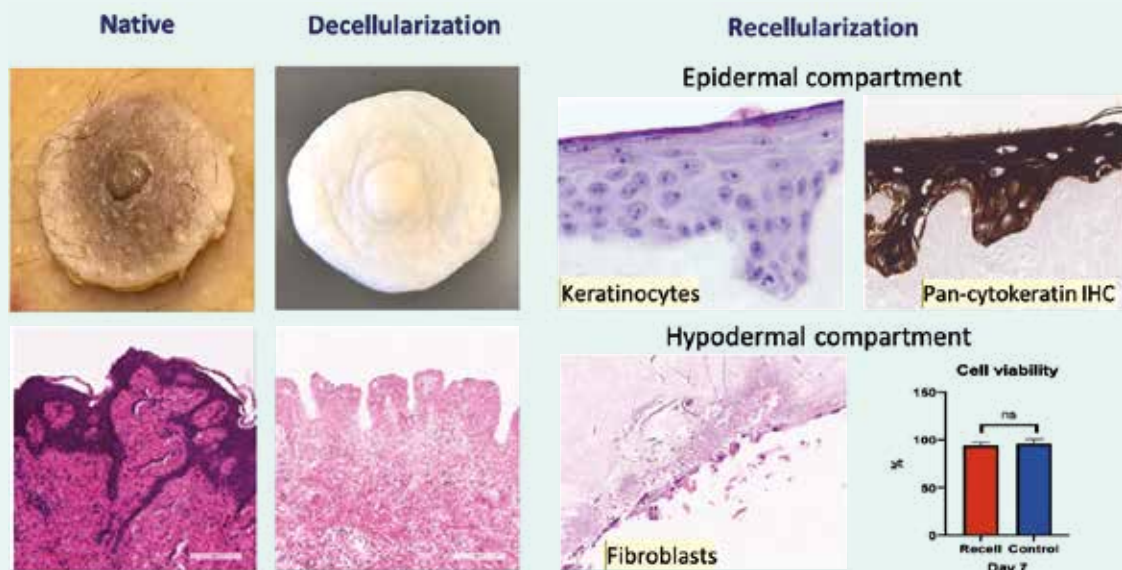 Native
Decellularization
Recellularization
Epidermal compartment
Keratinocytes
Pan-cytokeratin IHC
Hypodermal compartment
Fibroblasts
Cell viability
150
100
50
0
%
ns
Recell Control
Day 7